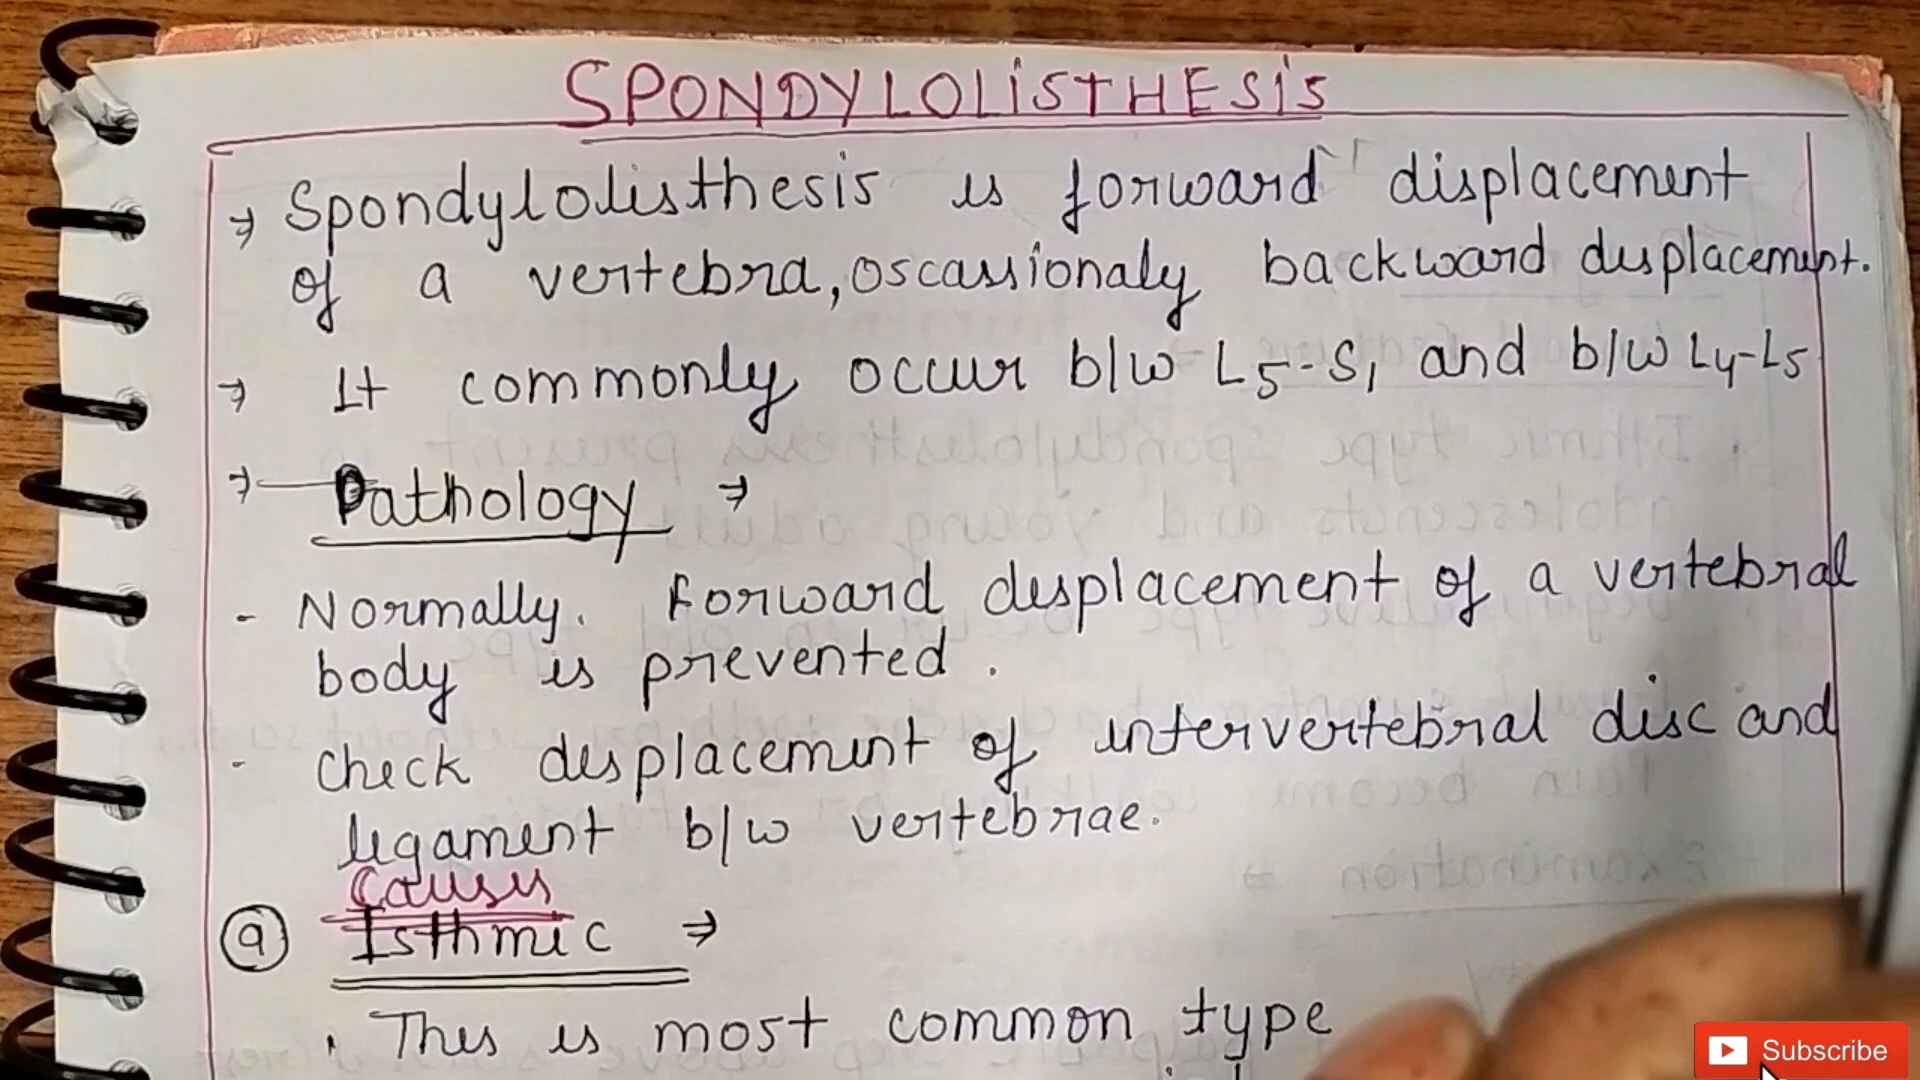 SPONDYLOLiSTHESiS
→ Spondylolisthesis is forward displacement
of a vertebra, oscassionaly backward displacement.
→ It commonly occur b/w L5-S1 and b/w L4-L5
→ Pathology →
- Normally. Forward displacement of a vertebral
body is prevented.
- check displacement of intervertebral disc and
ligament b/w vertebrae.
Causes
(a) Isthmic ⇒
. This is most common type
Subscribe